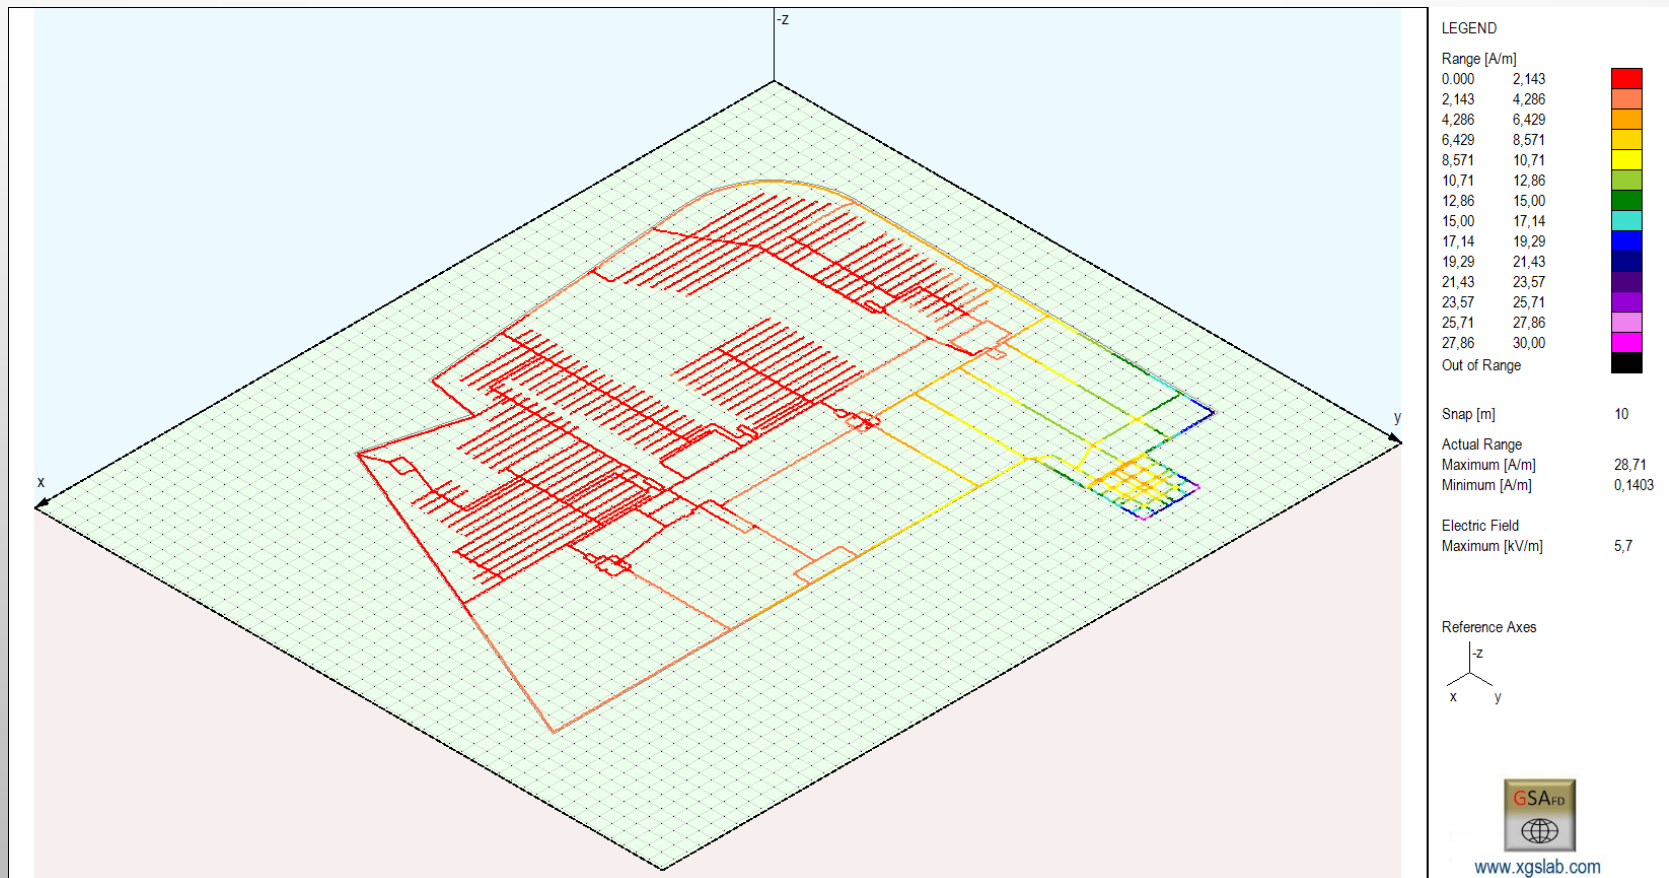 -z
x
y
LEGEND
Range [A/m]
0.000 2,143
2,143 4,286
4,286 6,429
6,429 8,571
8,571 10,71
10,71 12,86
12,86 15,00
15,00 17,14
17,14 19,29
19,29 21,43
21,43 23,57
23,57 25,71
25,71 27,86
27,86 30,00
Out of Range
Snap [m] 10
Actual Range
Maximum [A/m] 28,71
Minimum [A/m] 0,1403
Electric Field
Maximum [kV/m] 5,7
Reference Axes
-z
x y
GSAFD
www.xgslab.com